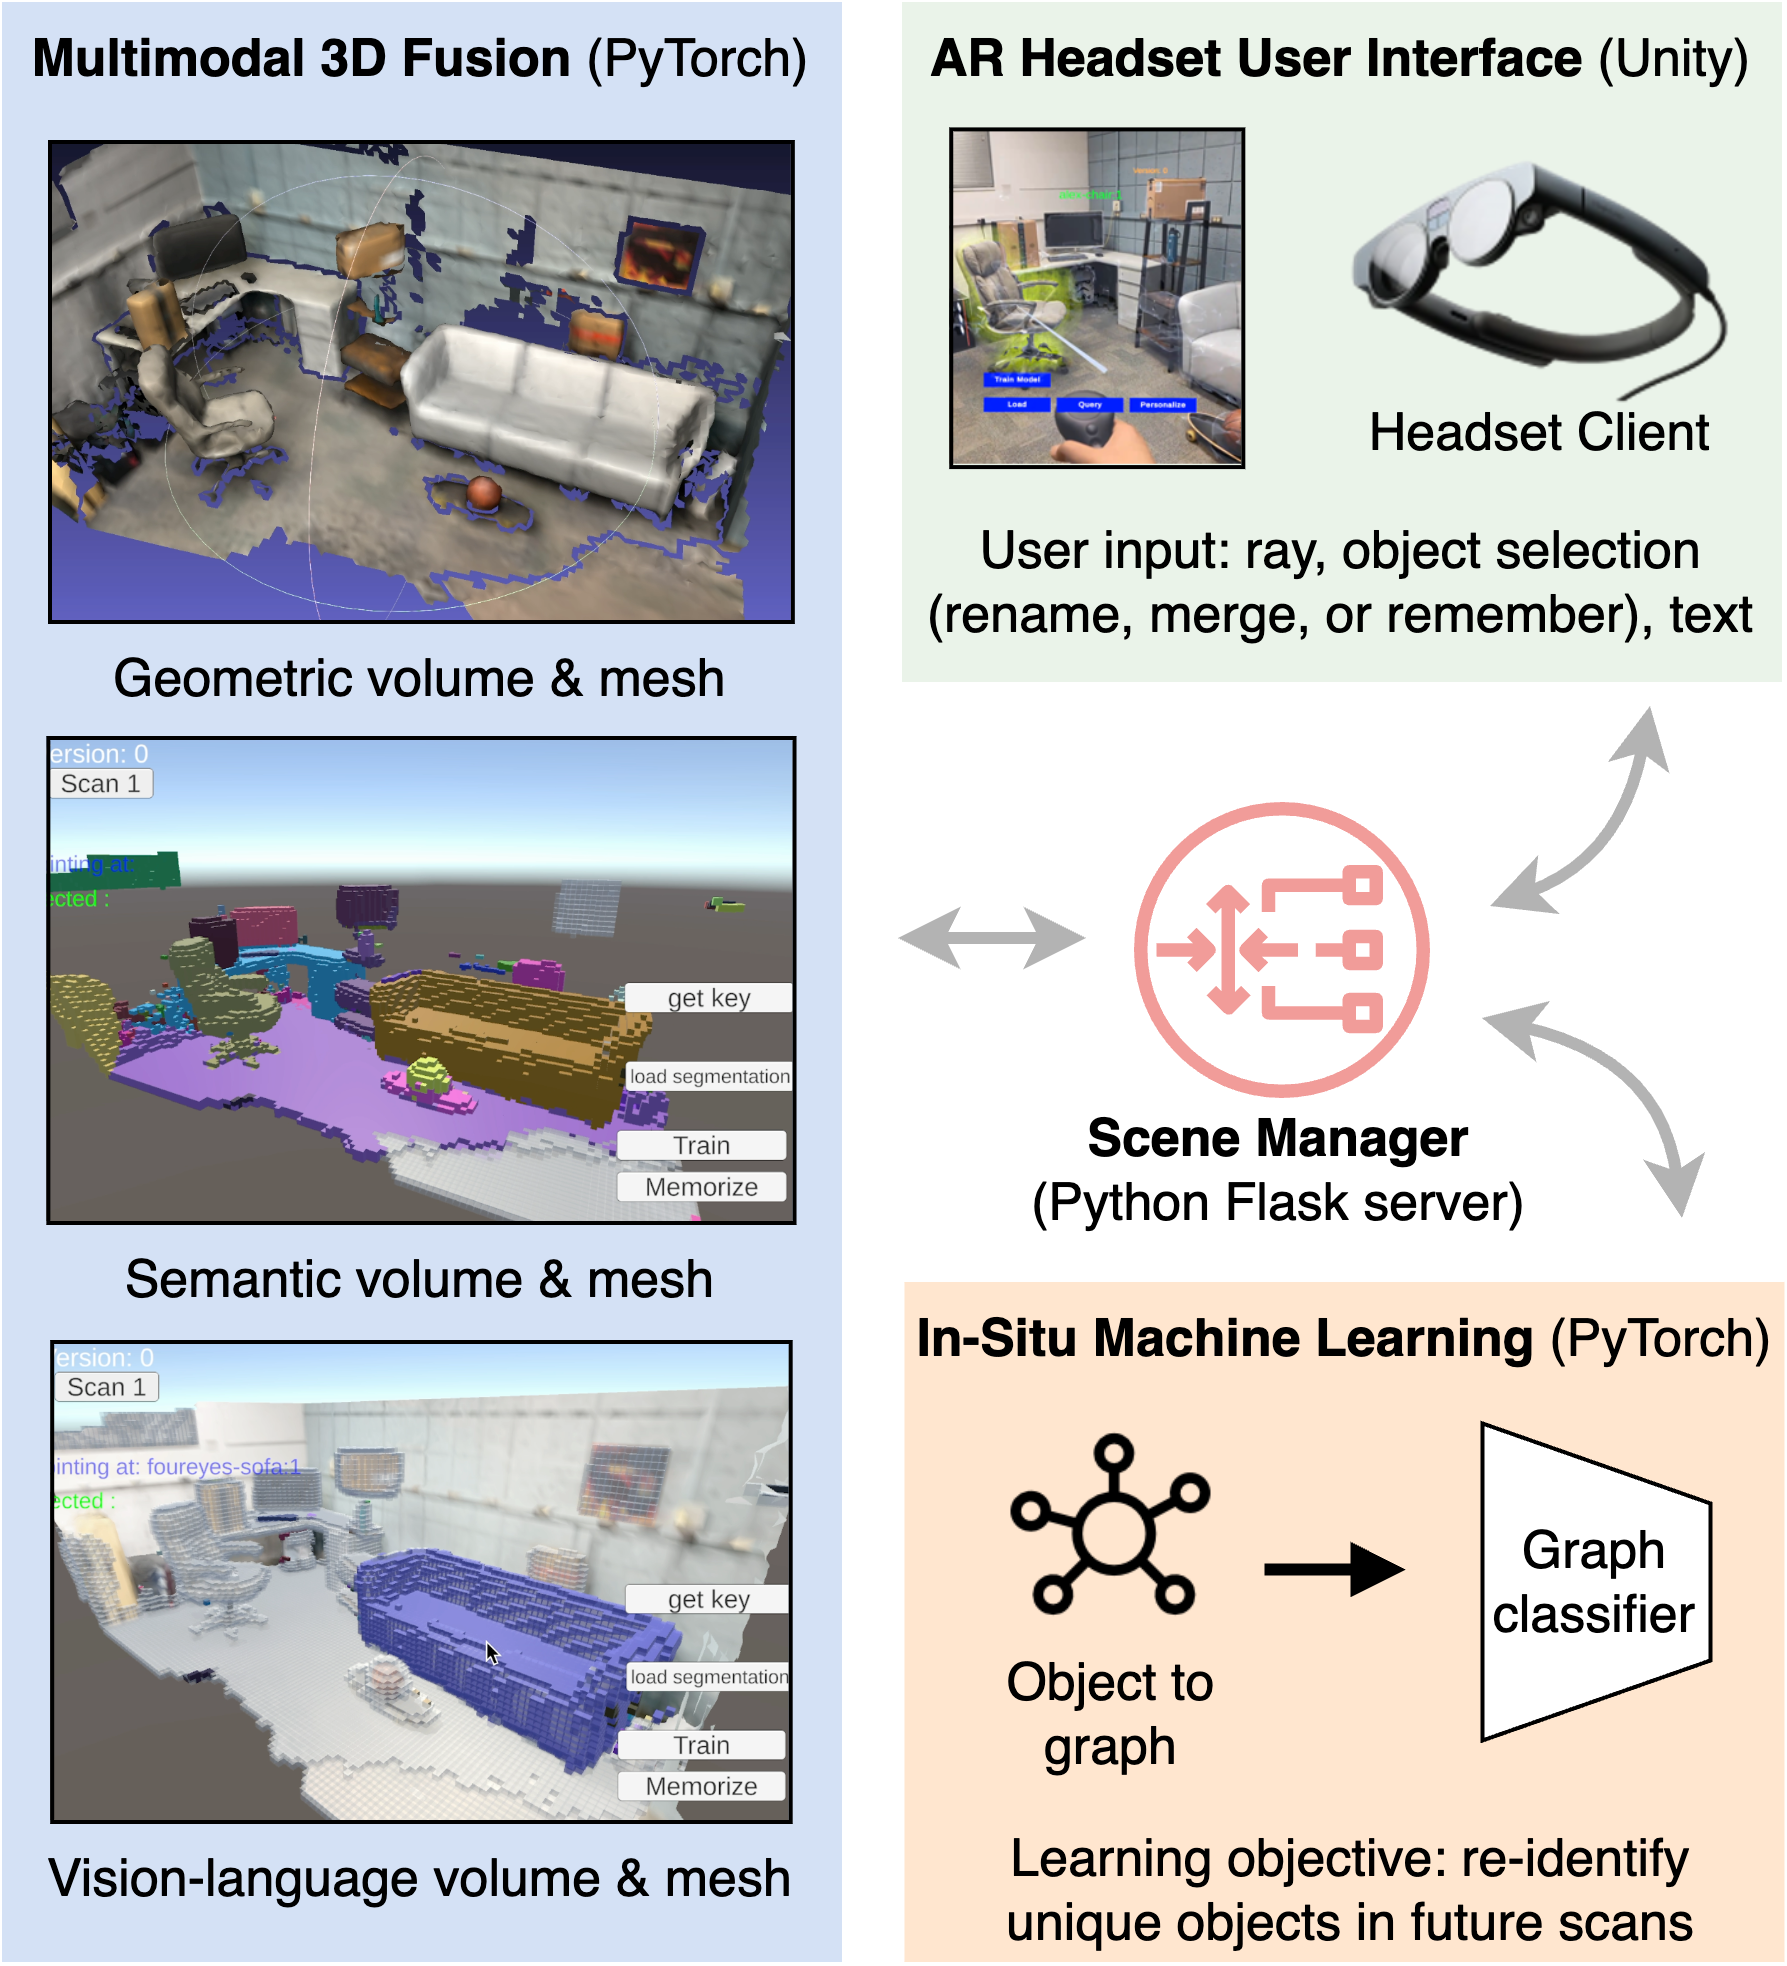 Multimodal 3D Fusion (PyTorch)
Geometric volume & mesh
ersion: 0
Scan 1
inting at:
ected :
get key
load segmentation
Train
Memorize
Semantic volume & mesh
ersion: 0
Scan 1
inting at: foureyes-sofa:1
ected :
get key
load segmentation
Train
Memorize
Vision-language volume & mesh
AR Headset User Interface (Unity)
Version: 0
chair:1
Train Model
Load
Query
Personalize
Headset Client
User input: ray, object selection
(rename, merge, or remember), text
Scene Manager
(Python Flask server)
In-Situ Machine Learning (PyTorch)
Object to
graph
Graph
classifier
Learning objective: re-identify
unique objects in future scans